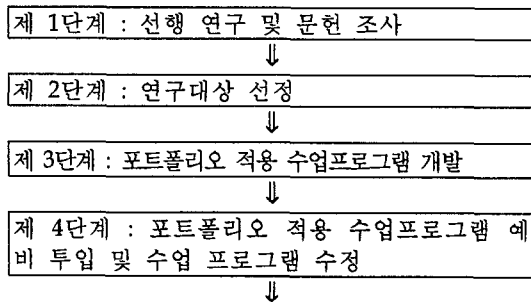 제 1단계 : 선행 연구 및 문헌 조사
⇓
제 2단계 : 연구대상 선정
⇓
제 3단계 : 포트폴리오 적용 수업프로그램 개발
⇓
제 4단계 : 포트폴리오 적용 수업프로그램 예
비 투입 및 수업 프로그램 수정
⇓